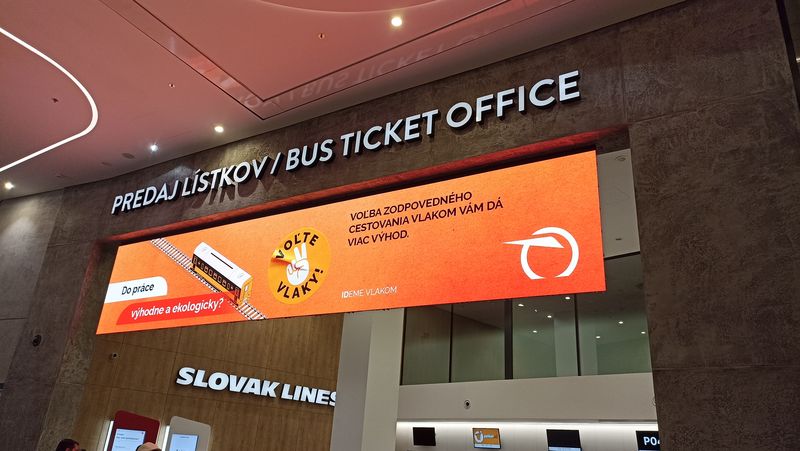 PREDAJ LÍSTKOV / BUS TICKET OFFICE
VOĽBA ZODPOVEDNÉHO
CESTOVANIA VLAKOM VÁM DÁ
VIAC VÝHOD.
VOĽTE
VLAKY!
Do práce
výhodne a ekologicky?
IDEME VLAKOM
SLOVAK LINES
P04